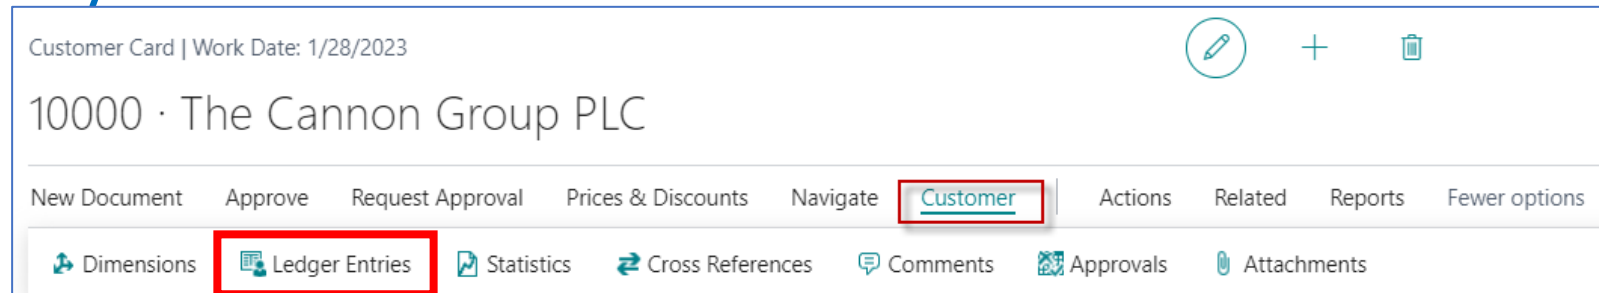 Customer Card | Work Date: 1/28/2023
10000 · The Cannon Group PLC
New Document Approve Request Approval Prices & Discounts Navigate Customer Actions Related Reports Fewer options
Dimensions Ledger Entries Statistics Cross References Comments Approvals Attachments